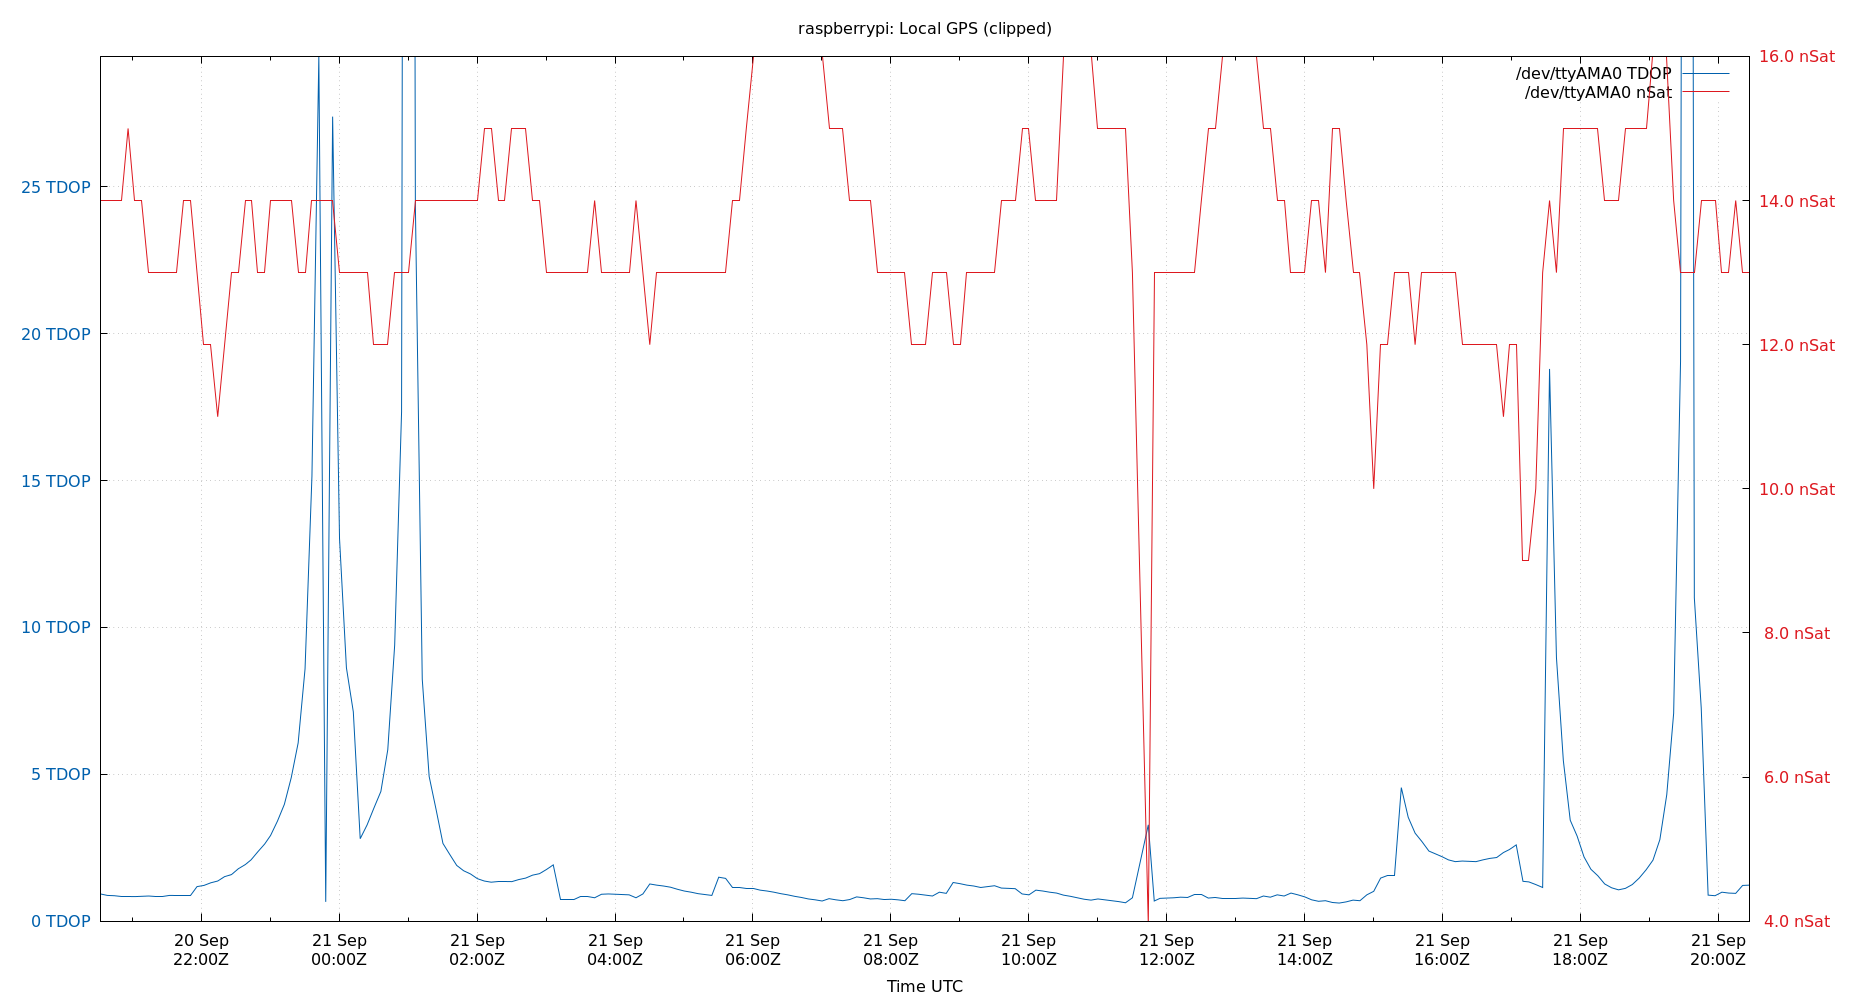 raspberrypi: Local GPS (clipped)
/dev/ttyAMA0 TDOP
/dev/ttyAMA0 nSat
25 TDOP
20 TDOP
15 TDOP
10 TDOP
5 TDOP
0 TDOP
16.0 nSat
14.0 nSat
12.0 nSat
10.0 nSat
8.0 nSat
6.0 nSat
4.0 nSat
20 Sep
22:00Z
21 Sep
00:00Z
21 Sep
02:00Z
21 Sep
04:00Z
21 Sep
06:00Z
21 Sep
08:00Z
21 Sep
10:00Z
21 Sep
12:00Z
21 Sep
14:00Z
21 Sep
16:00Z
21 Sep
18:00Z
21 Sep
20:00Z
Time UTC